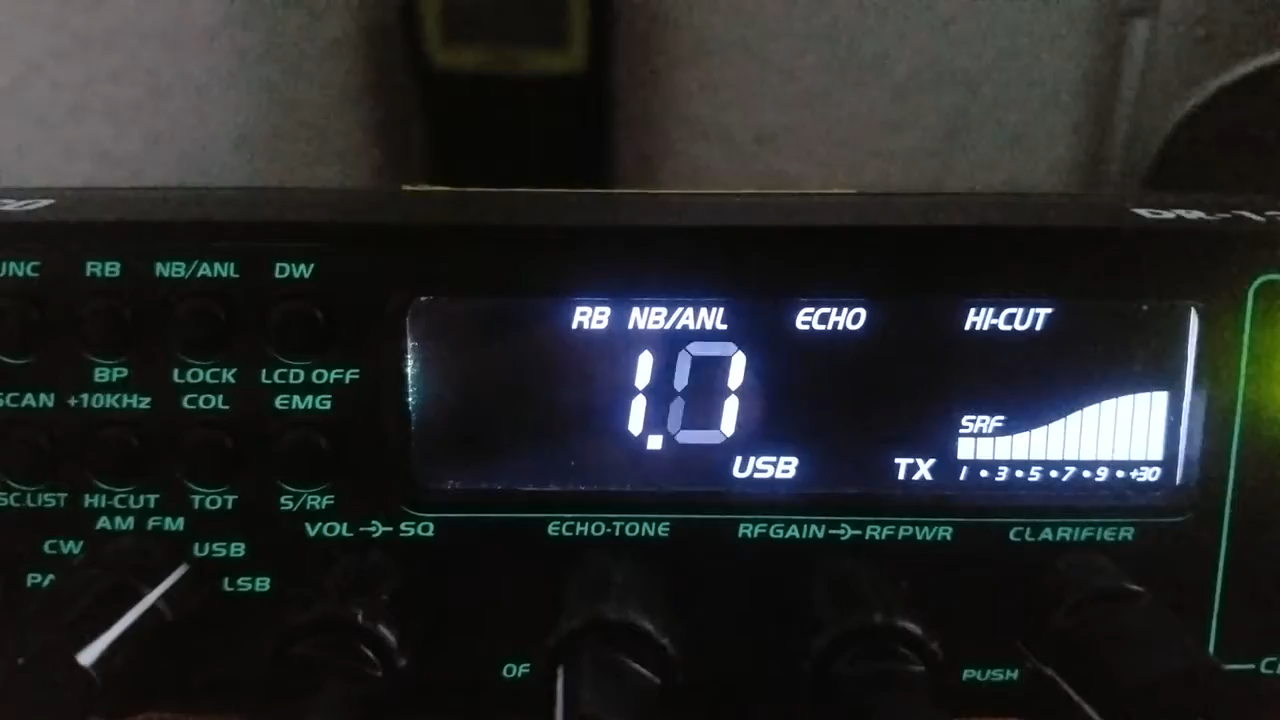 DR-1
UNC RB NB/ANL DW
RB NB/ANL ECHO HI-CUT
BP LOCK LCD OFF
SCAN +10KHz COL EMG
1.0
SRF
USB TX 1•3•5•7•9•+30
SC.LIST HI-CUT TOT S/RF
AM FM
VOL SQ ECHO-TONE RFGAIN RFPWR CLARIFIER
CW USB
PA LSB
OF PUSH